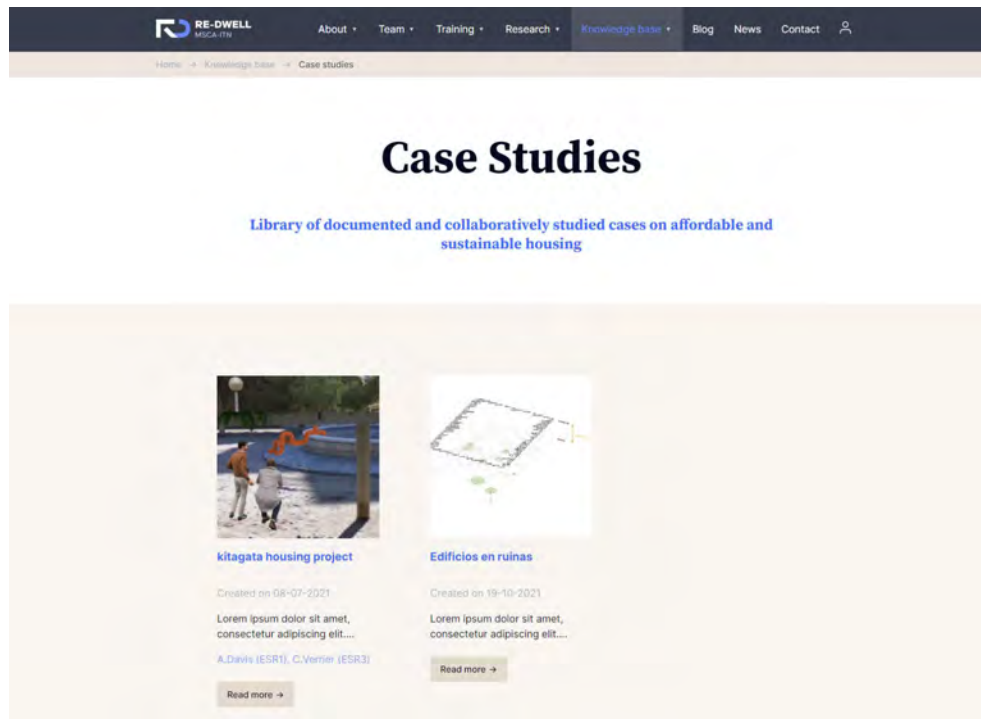 RE-DWELL
MSCA-ITN
About
Team
Training
Research
Knowledge base
Blog
News
Contact
Home → Knowledge base → Case studies
Case Studies
Library of documented and collaboratively studied cases on affordable and
sustainable housing
kitagata housing project
Created on 08-07-2021
Lorem ipsum dolor sit amet,
consectetur adipiscing elit....
A.Davis (ESR1), C.Verrier (ESR3)
Read more →
Edificios en ruinas
Created on 19-10-2021
Lorem ipsum dolor sit amet,
consectetur adipiscing elit....
Read more →